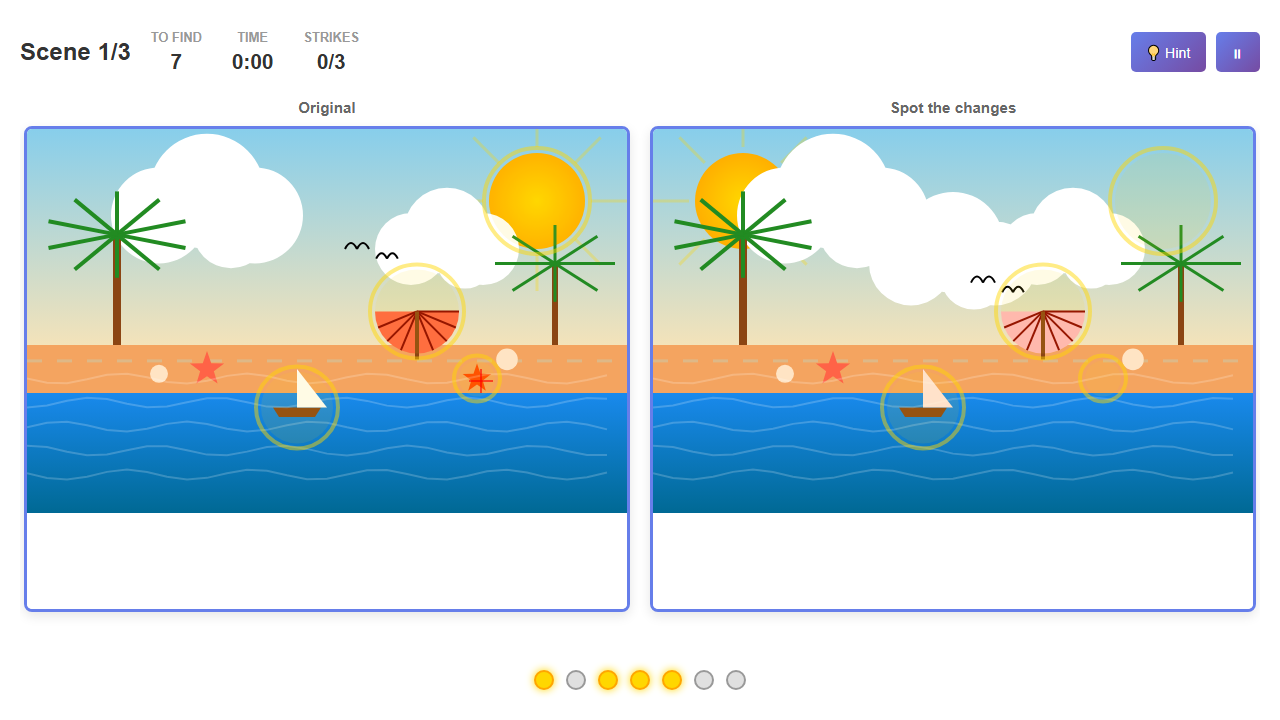 Scene 1/3
TO FIND
7
TIME
0:00
STRIKES
0/3
Hint
Original
Spot the changes